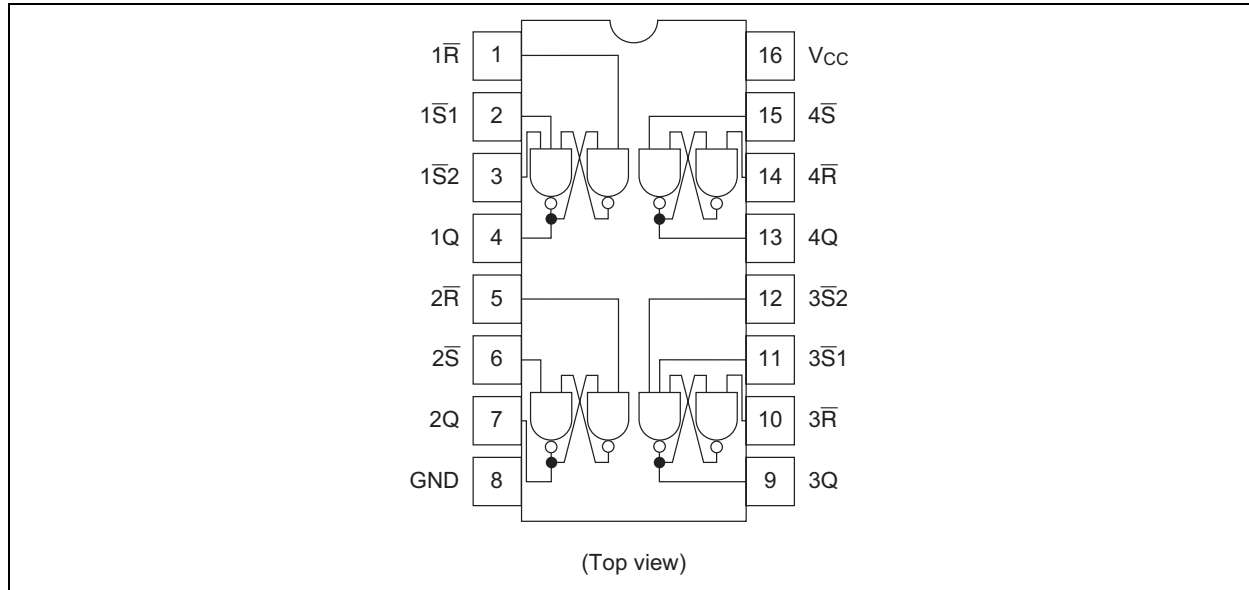 1R̅ 1 16 VCC
1S̅1 2 15 4S̅
1S̅2 3 14 4R̅
1Q 4 13 4Q
2R̅ 5 12 3S̅2
2S̅ 6 11 3S̅1
2Q 7 10 3R̅
GND 8 9 3Q
(Top view)